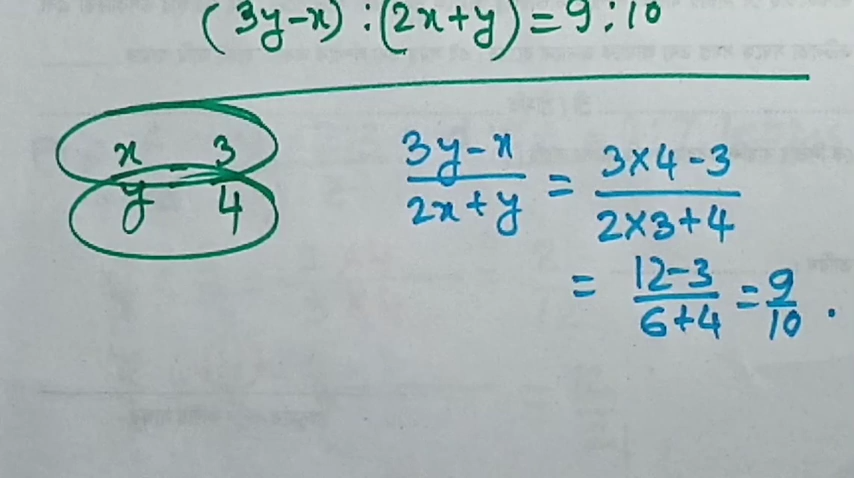 (3y-x):(2x+y)=9:10
x/y = 3/4
(3y-x)/(2x+y) = (3×4-3)/(2×3+4)
= (12-3)/(6+4) = 9/10.